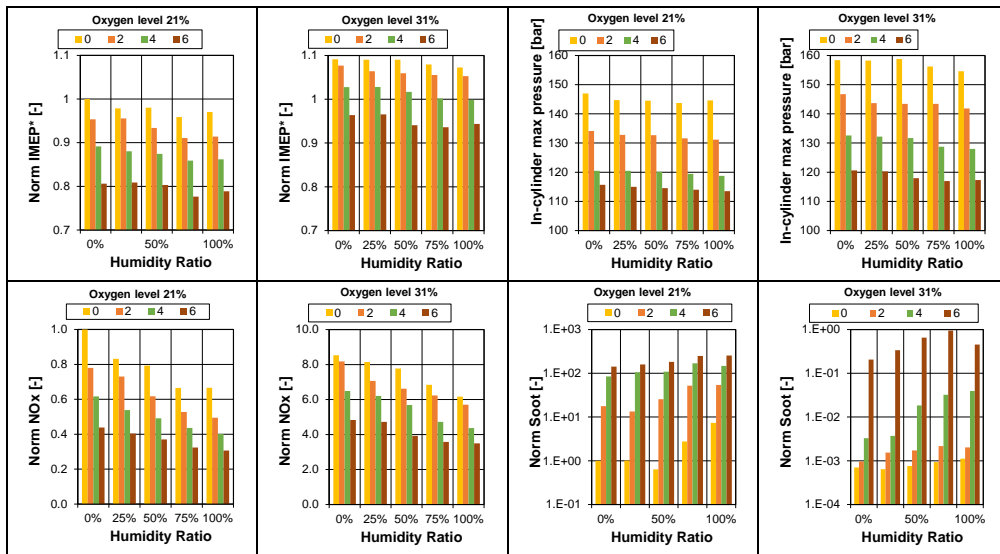 Oxygen level 21%
0 2 4 6
Norm IMEP* [-]
1.1
1
0.9
0.8
0.7
0% 50% 100%
Humidity Ratio
Oxygen level 31%
0 2 4 6
Norm IMEP* [-]
1.1
1
0.9
0.8
0.7
0% 25% 50% 75% 100%
Humidity Ratio
Oxygen level 21%
0 2 4 6
In-cylinder max pressure [bar]
160
150
140
130
120
110
100
0% 25% 50% 75% 100%
Humidity Ratio
Oxygen level 31%
0 2 4 6
In-cylinder max pressure [bar]
160
150
140
130
120
110
100
0% 25% 50% 75% 100%
Humidity Ratio
Oxygen level 21%
0 2 4 6
Norm NOx [-]
1.0
0.8
0.6
0.4
0.2
0.0
0% 25% 50% 75% 100%
Humidity Ratio
Oxygen level 31%
0 2 4 6
Norm NOx [-]
10.0
8.0
6.0
4.0
2.0
0.0
0% 25% 50% 75% 100%
Humidity Ratio
Oxygen level 21%
0 2 4 6
Norm Soot [-]
1.E+03
1.E+02
1.E+01
1.E+00
1.E-01
0% 50% 100%
Humidity Ratio
Oxygen level 31%
0 2 4 6
Norm Soot [-]
1.E+00
1.E-01
1.E-02
1.E-03
1.E-04
0% 50% 100%
Humidity Ratio